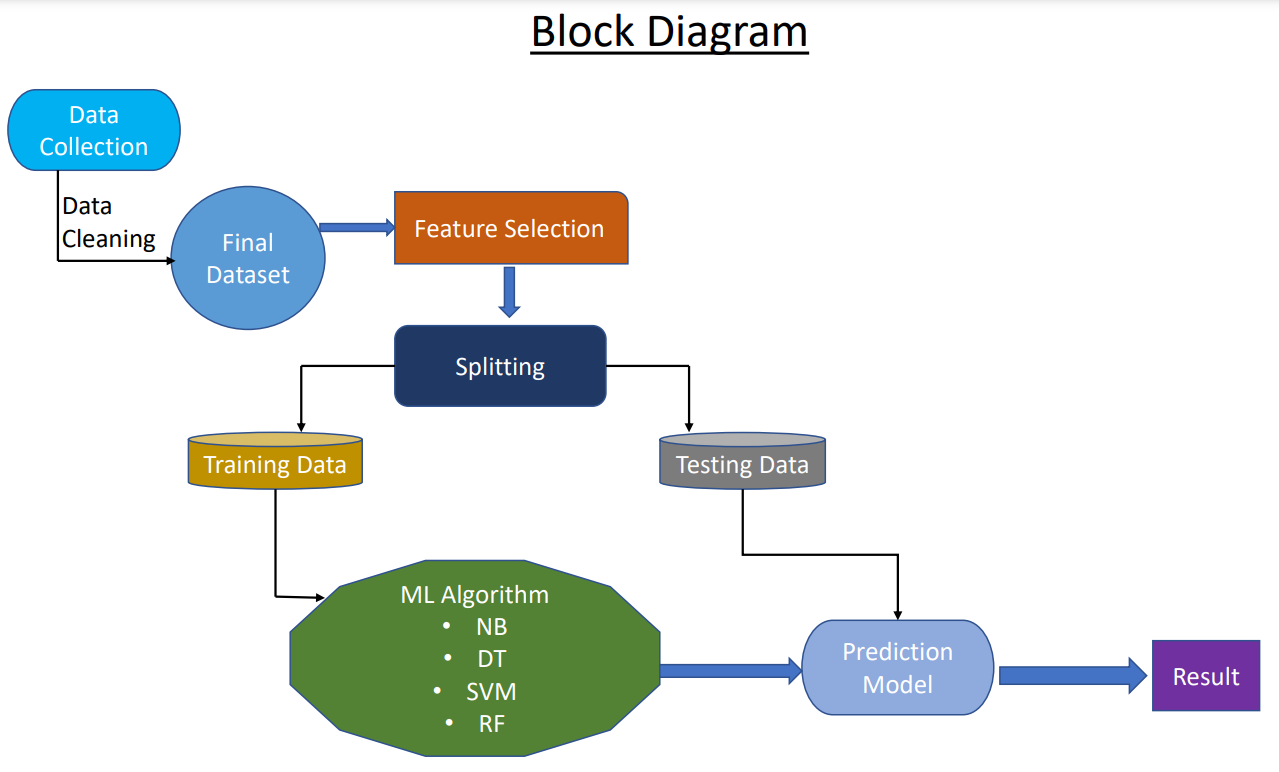 Block Diagram
Data
Collection
Data
Cleaning
Final
Dataset
Feature Selection
Splitting
Training Data
Testing Data
ML Algorithm
• NB
• DT
• SVM
• RF
Prediction
Model
Result